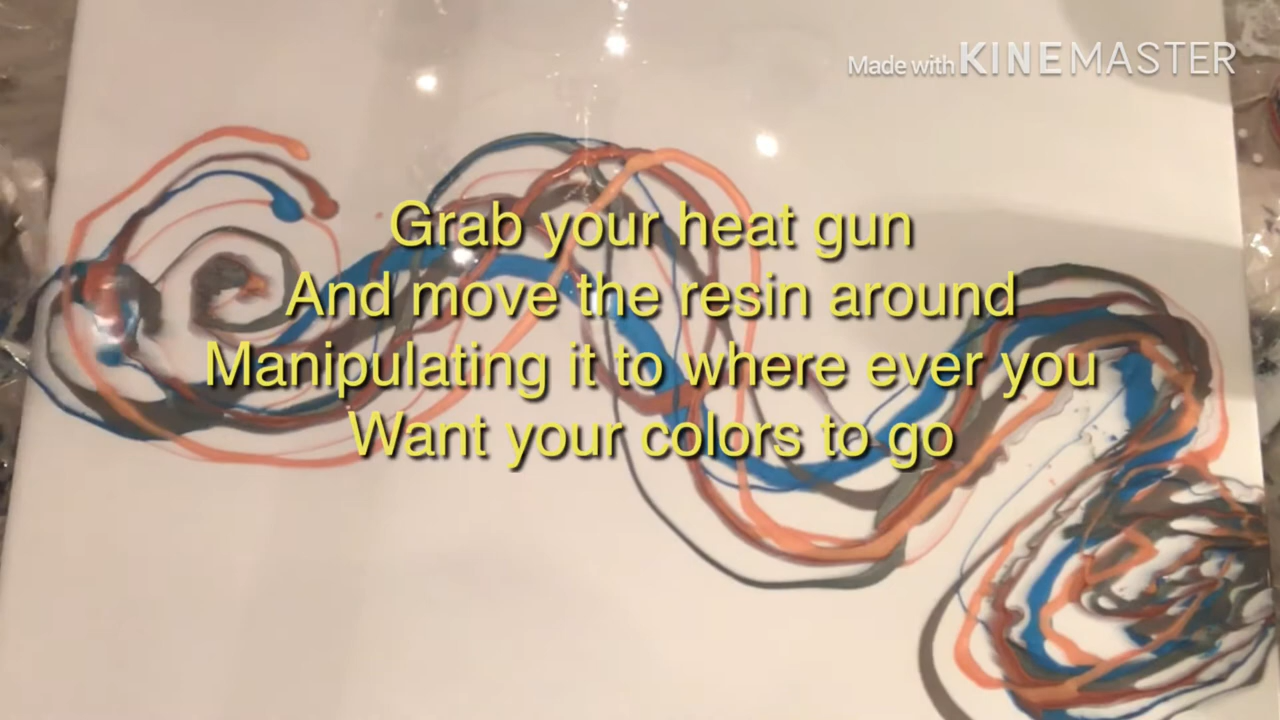 Made with KINEMASTER
Grab your heat gun
And move the resin around
Manipulating it to where ever you
Want your colors to go